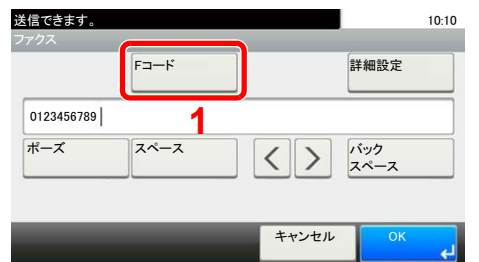 送信できます。 10:10
ファクス
Fコード 詳細設定
0123456789
1
ポーズ スペース < > バック
スペース
キャンセル OK